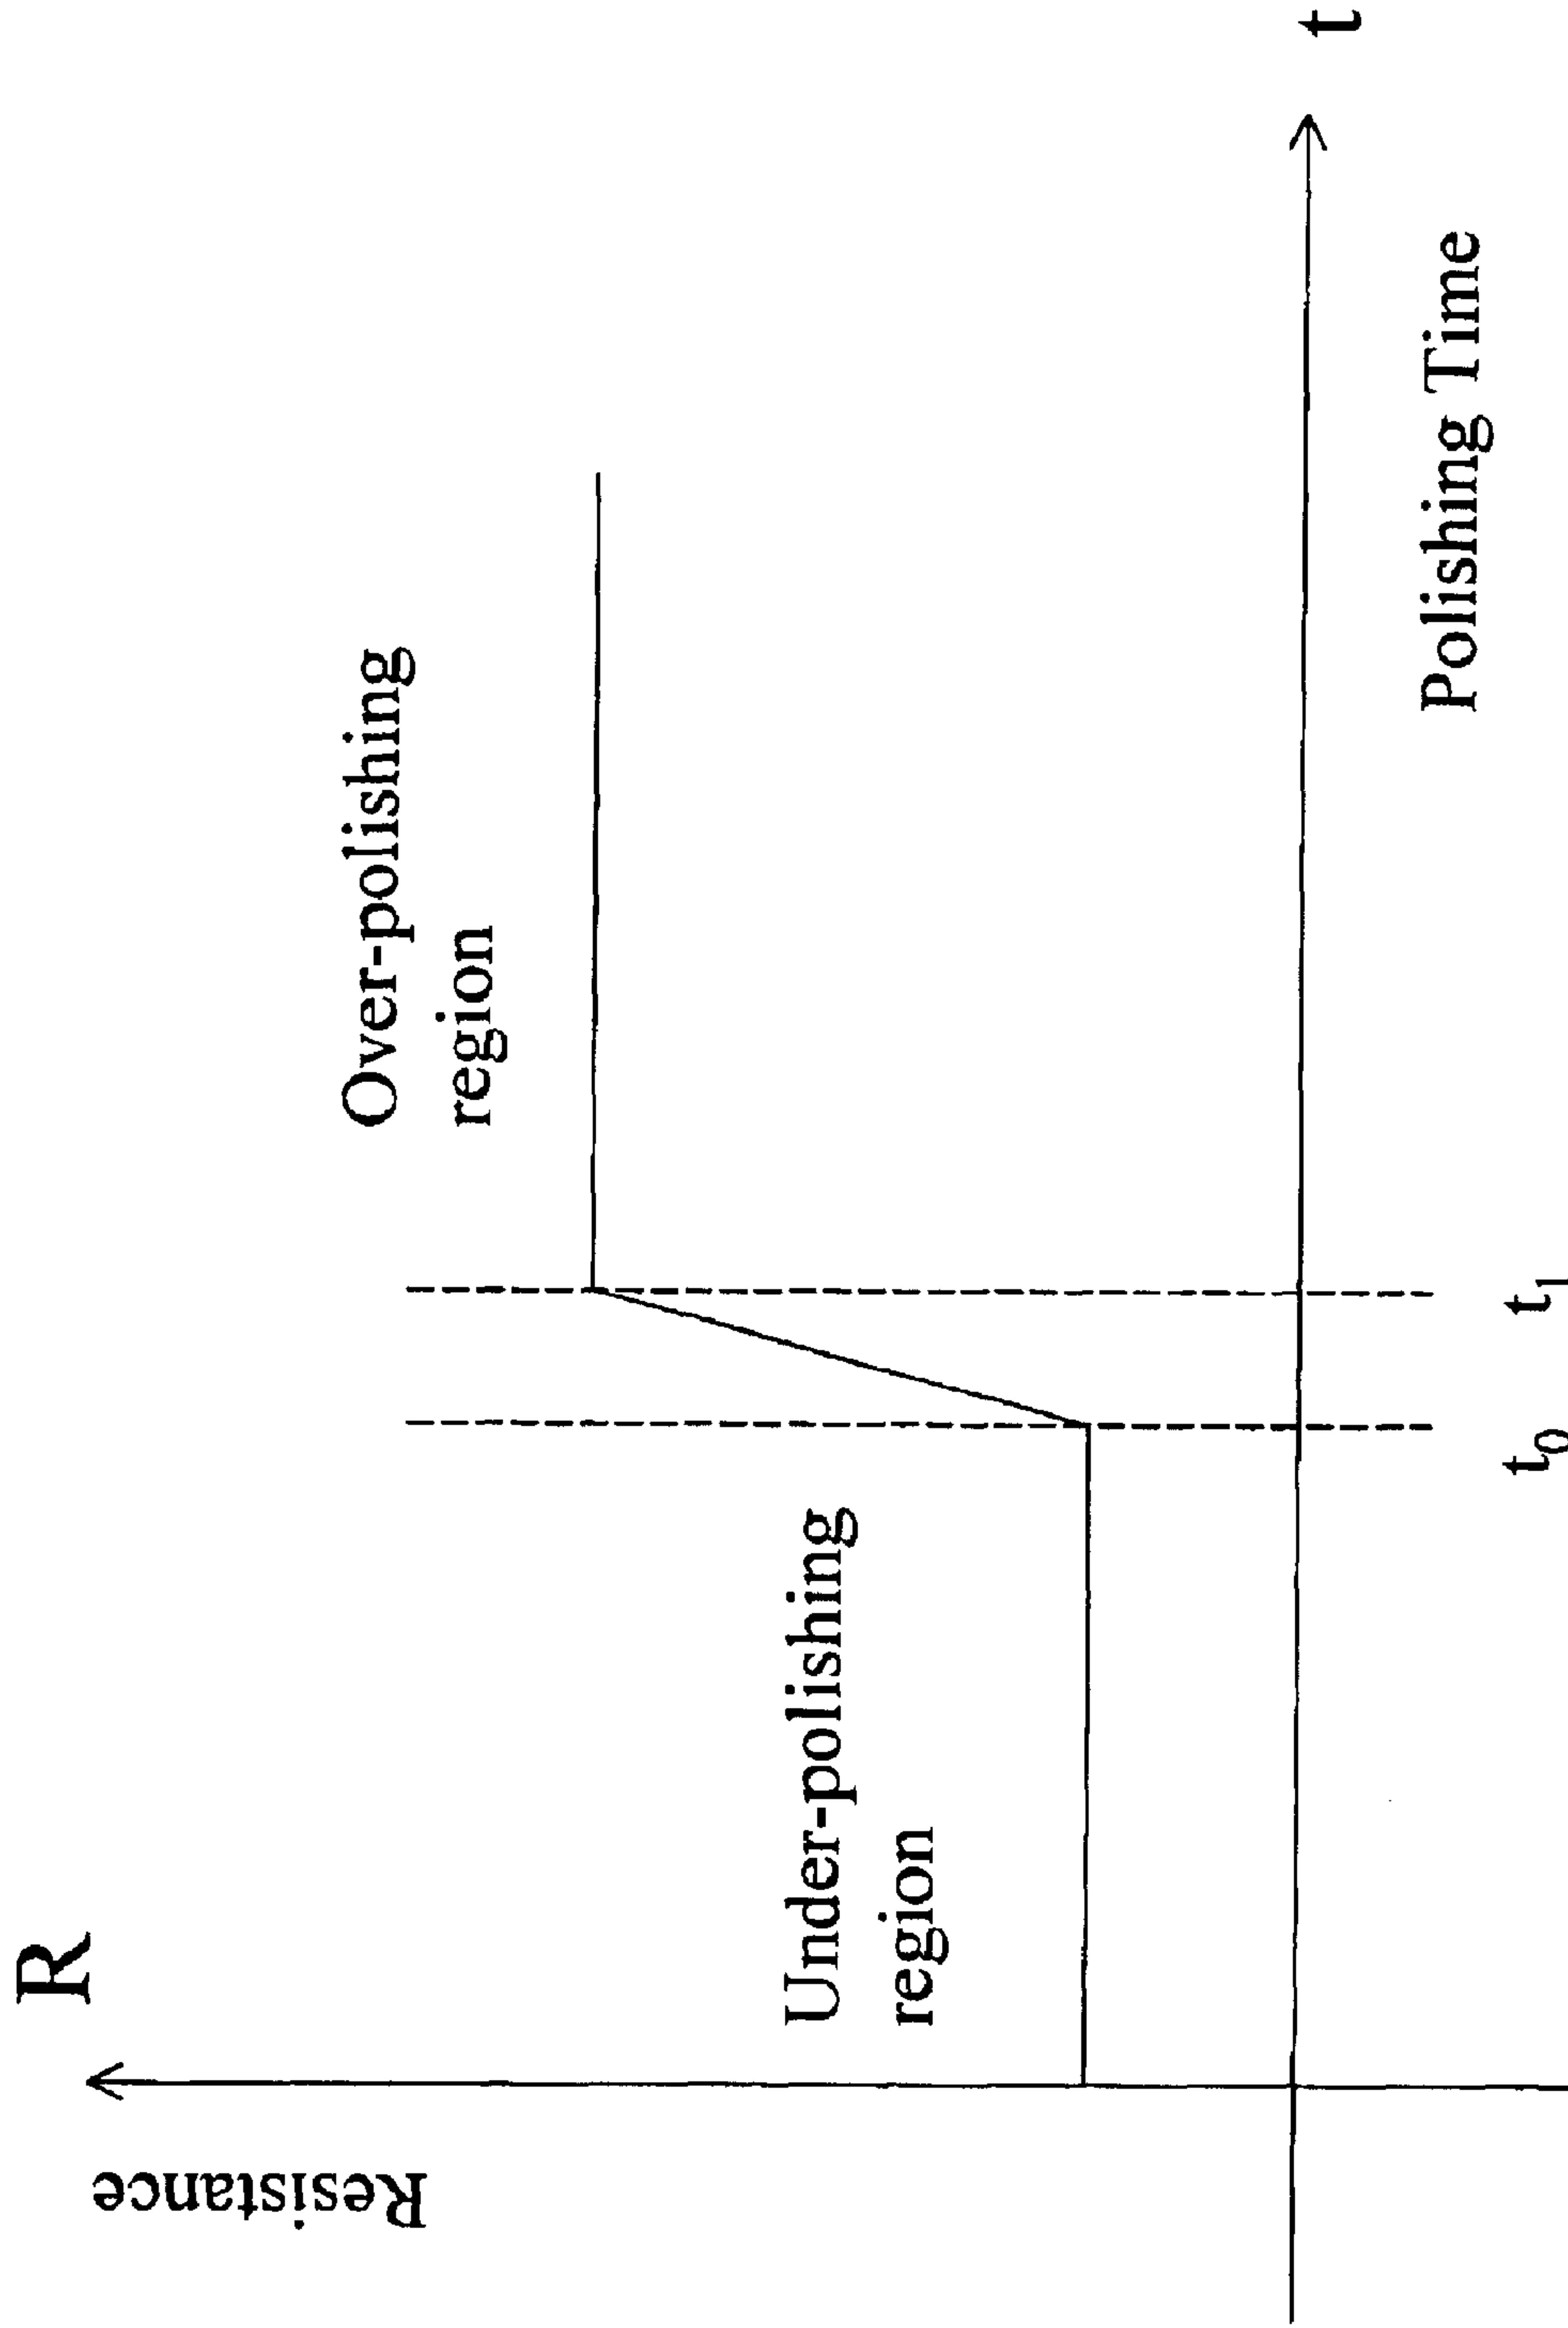 R
Resistance
Over-polishing
region
Under-polishing
region
t
Polishing Time
t₀
t₁